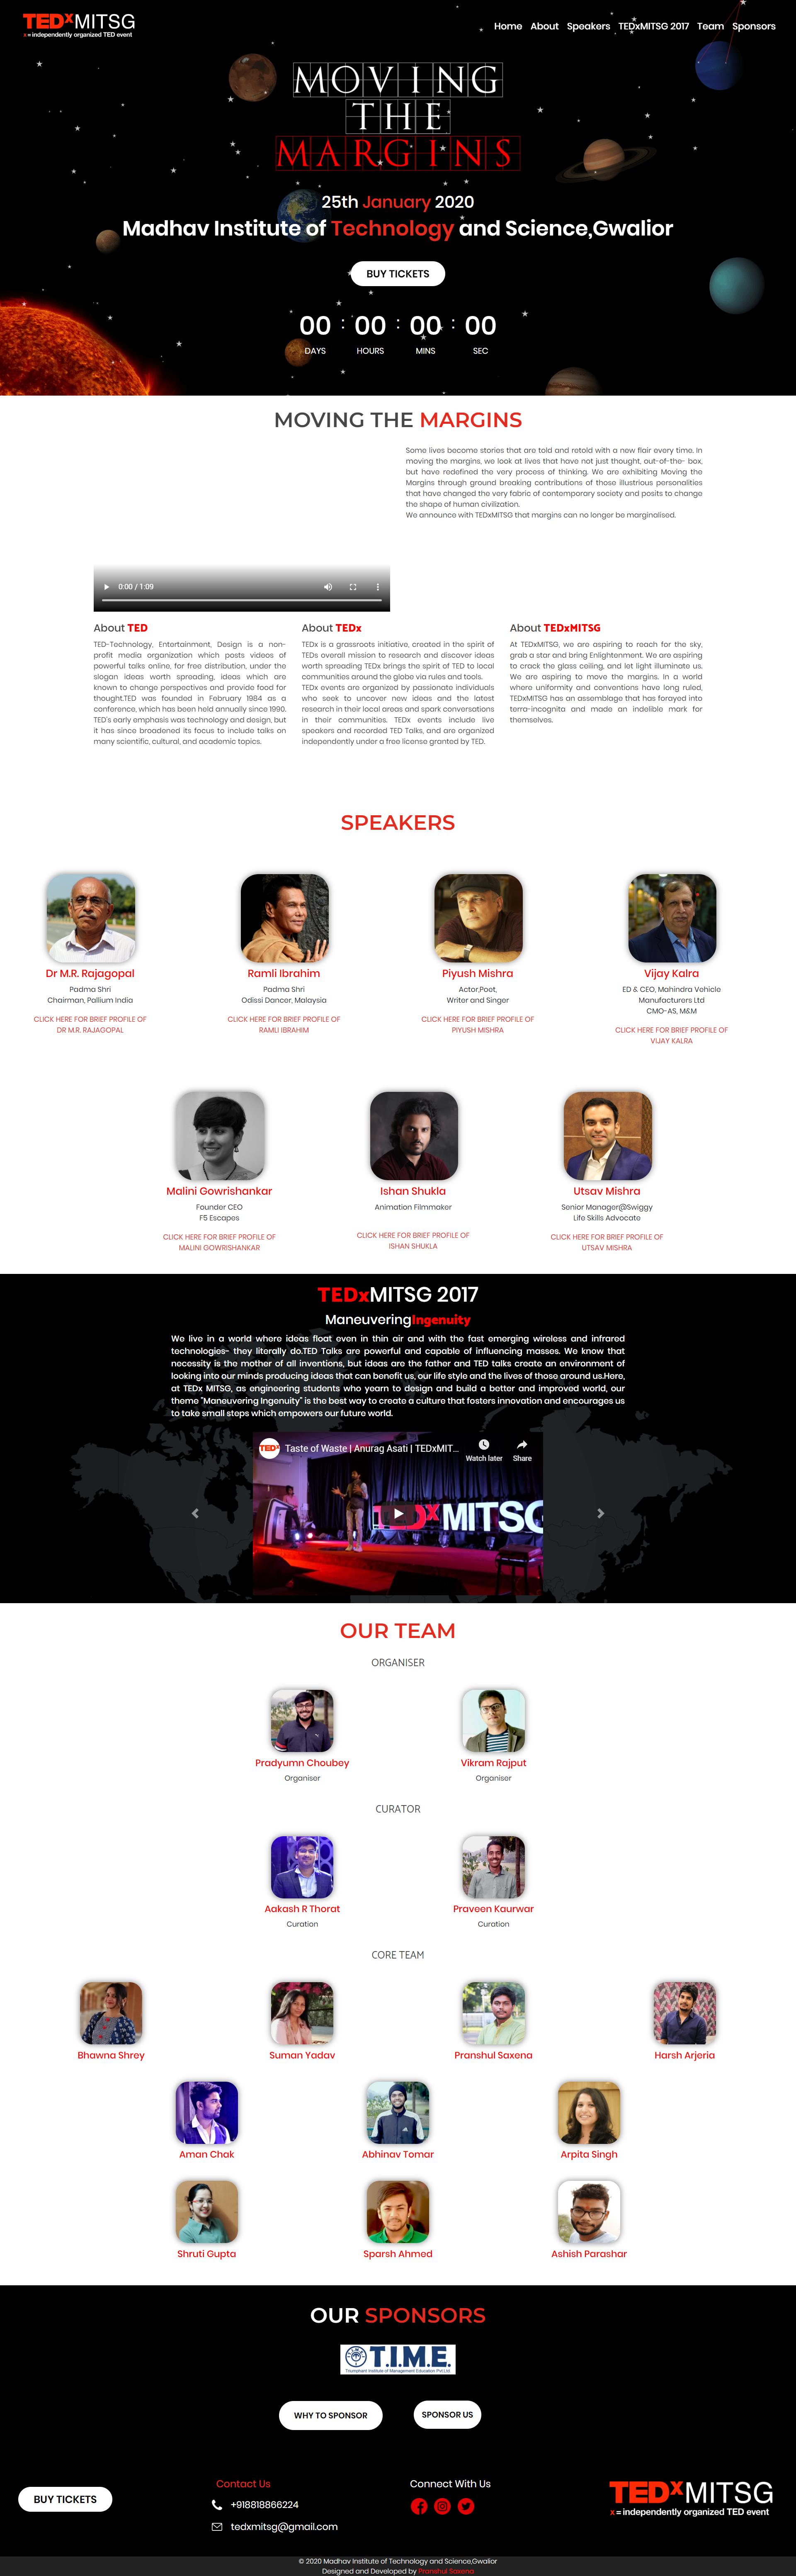 TEDxMITSG
x = independently organized TED event
Home About Speakers TEDxMITSG 2017 Team Sponsors
MOVING
THE
MARGINS
25th January 2020
Madhav Institute of Technology and Science,Gwalior
BUY TICKETS
00 : 00 : 00 : 00
DAYS HOURS MINS SEC
MOVING THE MARGINS
Some lives become stories that are told and retold with a new flair every time. In
moving the margins, we look at lives that have not just thought, out-of-the- box,
but have redefined the very process of thinking. We are exhibiting Moving the
Margins through ground breaking contributions of those illustrious personalities
that have changed the very fabric of contemporary society and posits to change
the shape of human civilization.
We announce with TEDxMITSG that margins can no longer be marginalised.
0:00 / 1:09
About TED
TED-Technology, Entertainment, Design is a non-
profit media organization which posts videos of
powerful talks online, for free distribution, under the
slogan ideas worth spreading, ideas which are
known to change perspectives and provide food for
thought.TED was founded in February 1984 as a
conference, which has been held annually since 1990.
TED's early emphasis was technology and design, but
it has since broadened its focus to include talks on
many scientific, cultural, and academic topics.
About TEDx
TEDx is a grassroots initiative, created in the spirit of
TEDs overall mission to research and discover ideas
worth spreading TEDx brings the spirit of TED to local
communities around the globe via rules and tools.
TEDx events are organized by passionate individuals
who seek to uncover new ideas and the latest
research in their local areas and spark conversations
in their communities. TEDx events include live
speakers and recorded TED Talks, and are organized
independently under a free license granted by TED.
About TEDxMITSG
At TEDxMITSG, we are aspiring to reach for the sky,
grab a star and bring Enlightenment. We are aspiring
to crack the glass ceiling, and let light illuminate us.
We are aspiring to move the margins. In a world
where uniformity and conventions have long ruled,
TEDxMITSG has an assemblage that has forayed into
terra-incognita and made an indelible mark for
themselves.
SPEAKERS
Dr M.R. Rajagopal
Padma Shri
Chairman, Pallium India
CLICK HERE FOR BRIEF PROFILE OF
DR M.R. RAJAGOPAL
Ramli Ibrahim
Padma Shri
Odissi Dancer, Malaysia
CLICK HERE FOR BRIEF PROFILE OF
RAMLI IBRAHIM
Piyush Mishra
Actor,Poet,
Writer and Singer
CLICK HERE FOR BRIEF PROFILE OF
PIYUSH MISHRA
Vijay Kalra
ED & CEO, Mahindra Vehicle
Manufacturers Ltd
CMO-AS, M&M
CLICK HERE FOR BRIEF PROFILE OF
VIJAY KALRA
Malini Gowrishankar
Founder CEO
F5 Escapes
CLICK HERE FOR BRIEF PROFILE OF
MALINI GOWRISHANKAR
Ishan Shukla
Animation Filmmaker
CLICK HERE FOR BRIEF PROFILE OF
ISHAN SHUKLA
Utsav Mishra
Senior Manager@Swiggy
Life Skills Advocate
CLICK HERE FOR BRIEF PROFILE OF
UTSAV MISHRA
TEDxMITSG 2017
ManeuveringIngenuity
We live in a world where ideas float even in thin air and with the fast emerging wireless and infrared
technologies- they literally do.TED Talks are powerful and capable of influencing masses. We know that
necessity is the mother of all inventions, but ideas are the father and TED talks create an environment of
looking into our minds producing ideas that can benefit us, our life style and the lives of those around us.Here,
at TEDx MITSG, as engineering students who yearn to design and build a better and improved world, our
theme "Maneuvering Ingenuity" is the best way to create a culture that fosters innovation and encourages us
to take small steps which empowers our future world.
TEDx Taste of Waste | Anurag Asati | TEDxMIT...
Watch later Share
MITSG
OUR TEAM
ORGANISER
Pradyumn Choubey
Organiser
Vikram Rajput
Organiser
CURATOR
Aakash R Thorat
Curation
Praveen Kaurwar
Curation
CORE TEAM
Bhawna Shrey
Suman Yadav
Pranshul Saxena
Harsh Arjeria
Aman Chak
Abhinav Tomar
Arpita Singh
Shruti Gupta
Sparsh Ahmed
Ashish Parashar
OUR SPONSORS
T.I.M.E.
Triumphant Institute of Management Education Pvt.Ltd.
WHY TO SPONSOR
SPONSOR US
BUY TICKETS
Contact Us
+918818866224
tedxmitsg@gmail.com
Connect With Us
TEDxMITSG
x = independently organized TED event
© 2020 Madhav Institute of Technology and Science,Gwalior
Designed and Developed by Pranshul Saxena